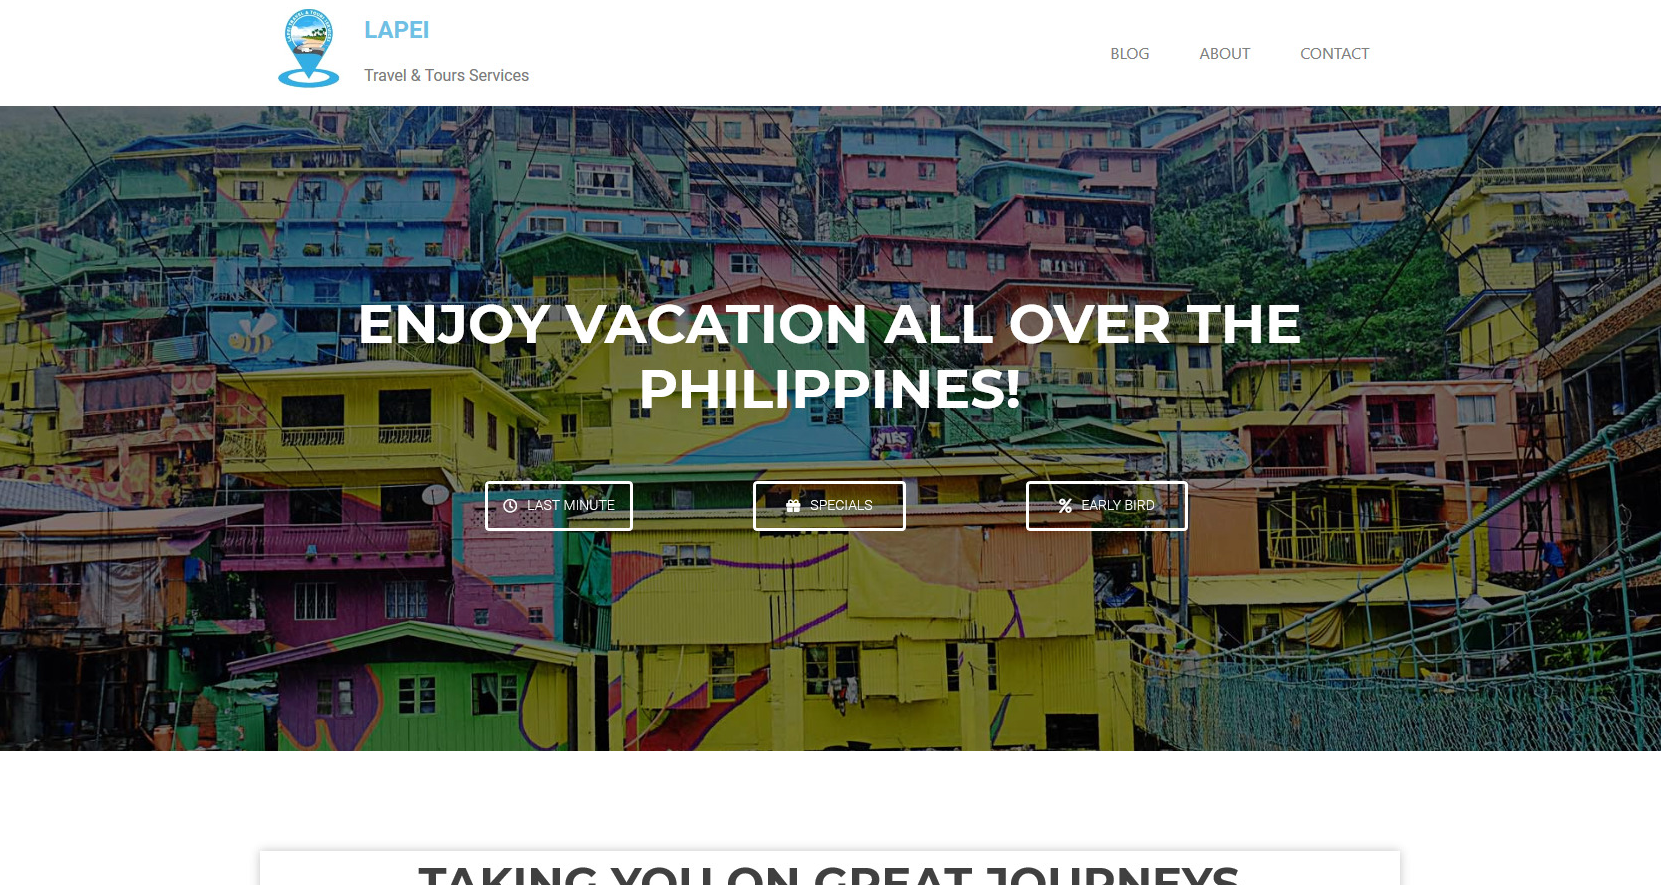 LAPEI
Travel & Tours Services
BLOG
ABOUT
CONTACT
ENJOY VACATION ALL OVER THE
PHILIPPINES!
LAST MINUTE
SPECIALS
EARLY BIRD
TAKING YOU ON GREAT JOURNEYS